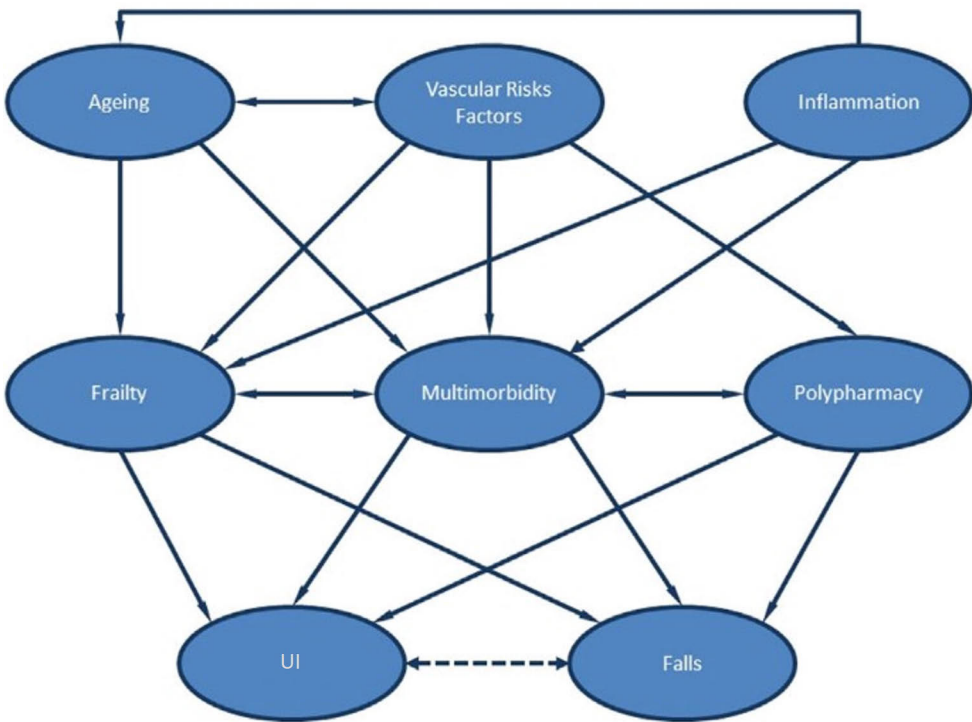 Ageing
Vascular Risks
Factors
Inflammation
Frailty
Multimorbidity
Polypharmacy
UI
Falls